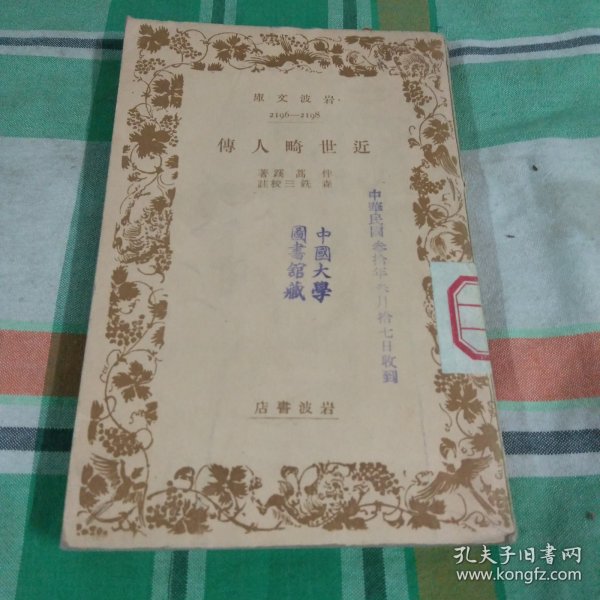 岩波文庫
2196—2198
近世畸人傳
伴蒿蹊著
森銑三校註
中華民國叁拾年 月拾七日收到
中國大學
圖書館藏
岩波書店
孔夫子旧书网
www.kongfz.com